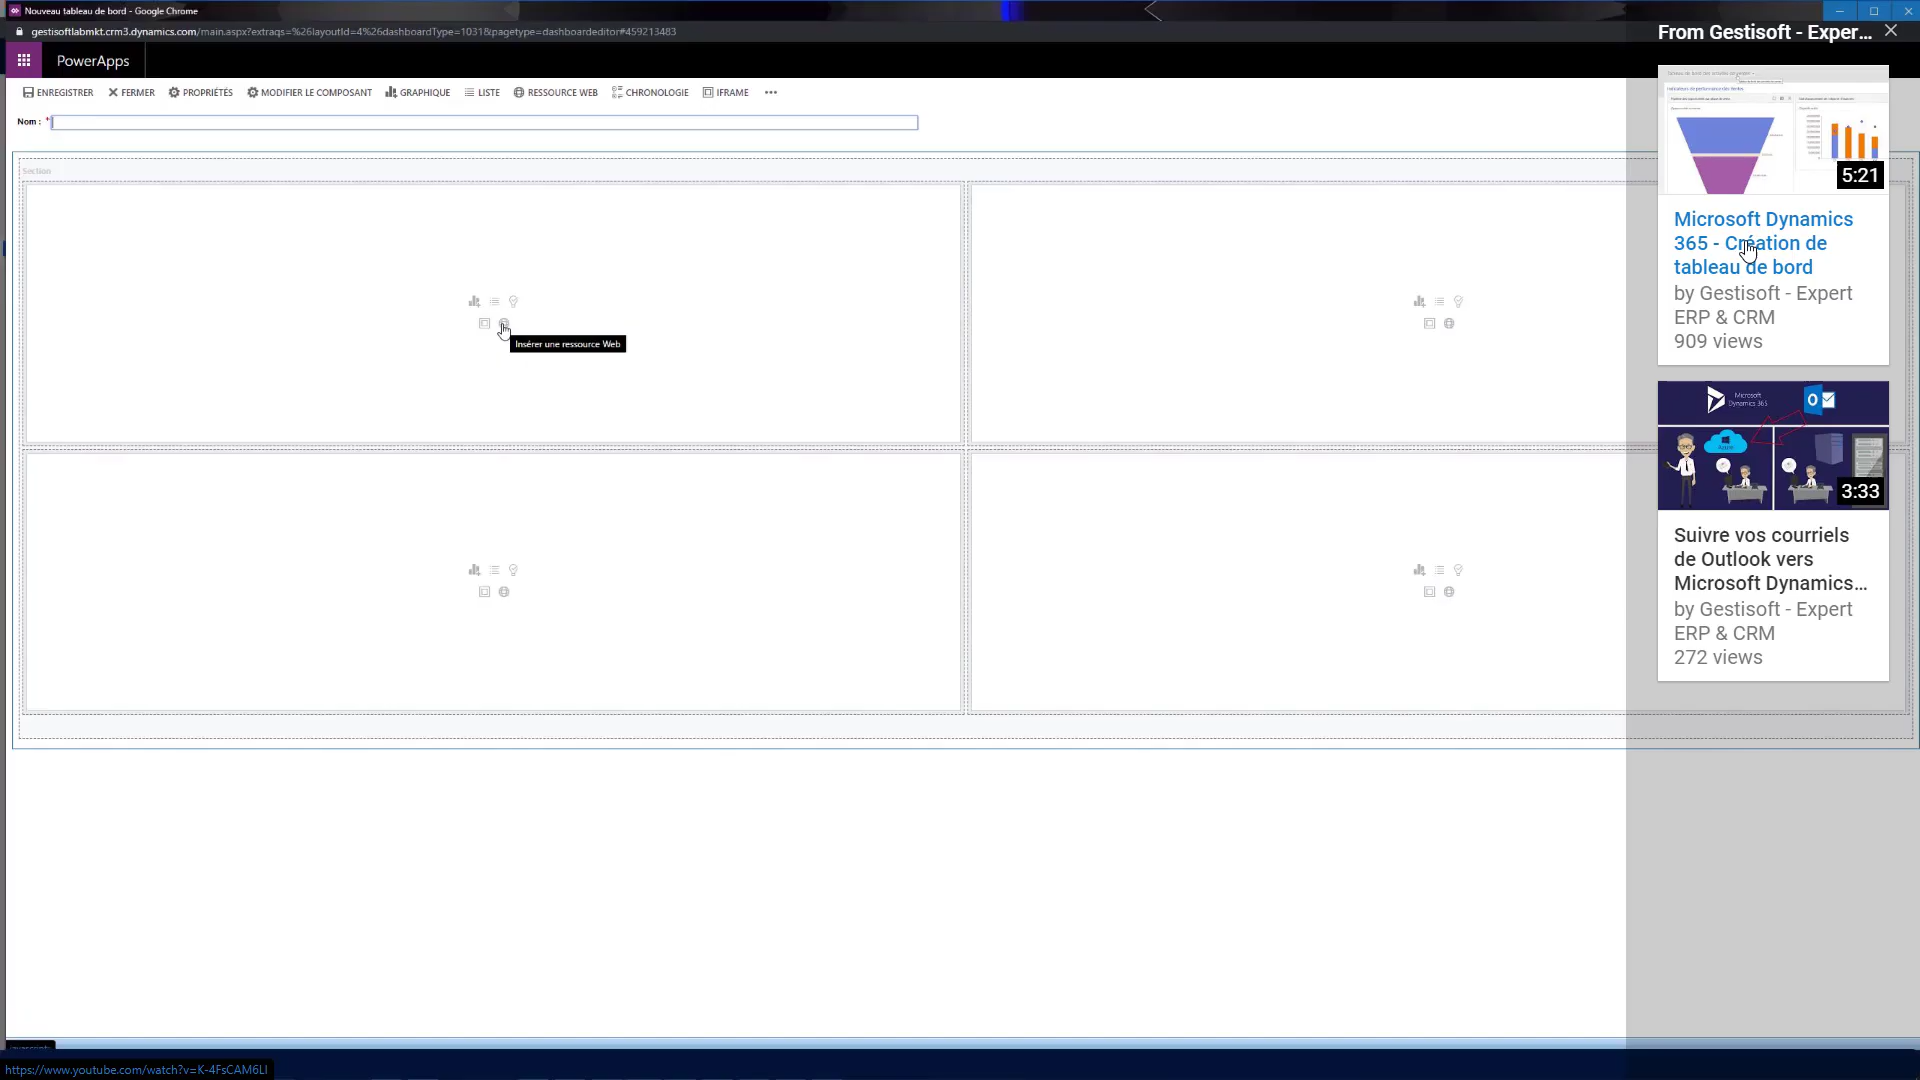 Nouveau tableau de bord - Google Chrome
gestisoftlabmkt.crm3.dynamics.com/main.aspx?extraqs=%26layoutId=4%26dashboardType=1031&pagetype=dashboardeditor#459213483
From Gestisoft - Exper...
PowerApps
ENREGISTRER FERMER PROPRIÉTÉS MODIFIER LE COMPOSANT GRAPHIQUE LISTE RESSOURCE WEB CHRONOLOGIE IFRAME
Nom : *
Section
Insérer une ressource Web
5:21
Microsoft Dynamics
365 - Création de
tableau de bord
by Gestisoft - Expert
ERP & CRM
909 views
Microsoft
Dynamics 365
3:33
Suivre vos courriels
de Outlook vers
Microsoft Dynamics...
by Gestisoft - Expert
ERP & CRM
272 views
https://www.youtube.com/watch?v=K-4FsCAM6LI